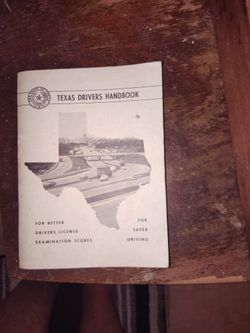 TEXAS DRIVERS HANDBOOK
FOR BETTER
DRIVERS LICENSE
EXAMINATION SCORES
FOR
SAFER
DRIVING